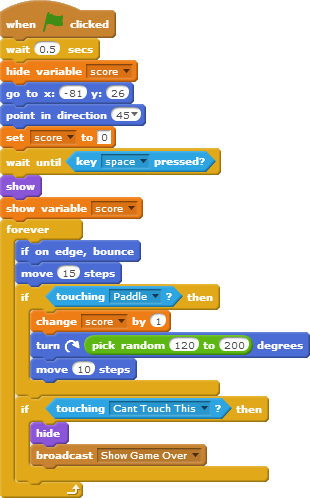 when clicked
wait 0.5 secs
hide variable score
go to x: -81 y: 26
point in direction 45
set score to 0
wait until key space pressed?
show
show variable score
forever
if on edge, bounce
move 15 steps
if touching Paddle ? then
change score by 1
turn pick random 120 to 200 degrees
move 10 steps
if touching Cant Touch This ? then
hide
broadcast Show Game Over